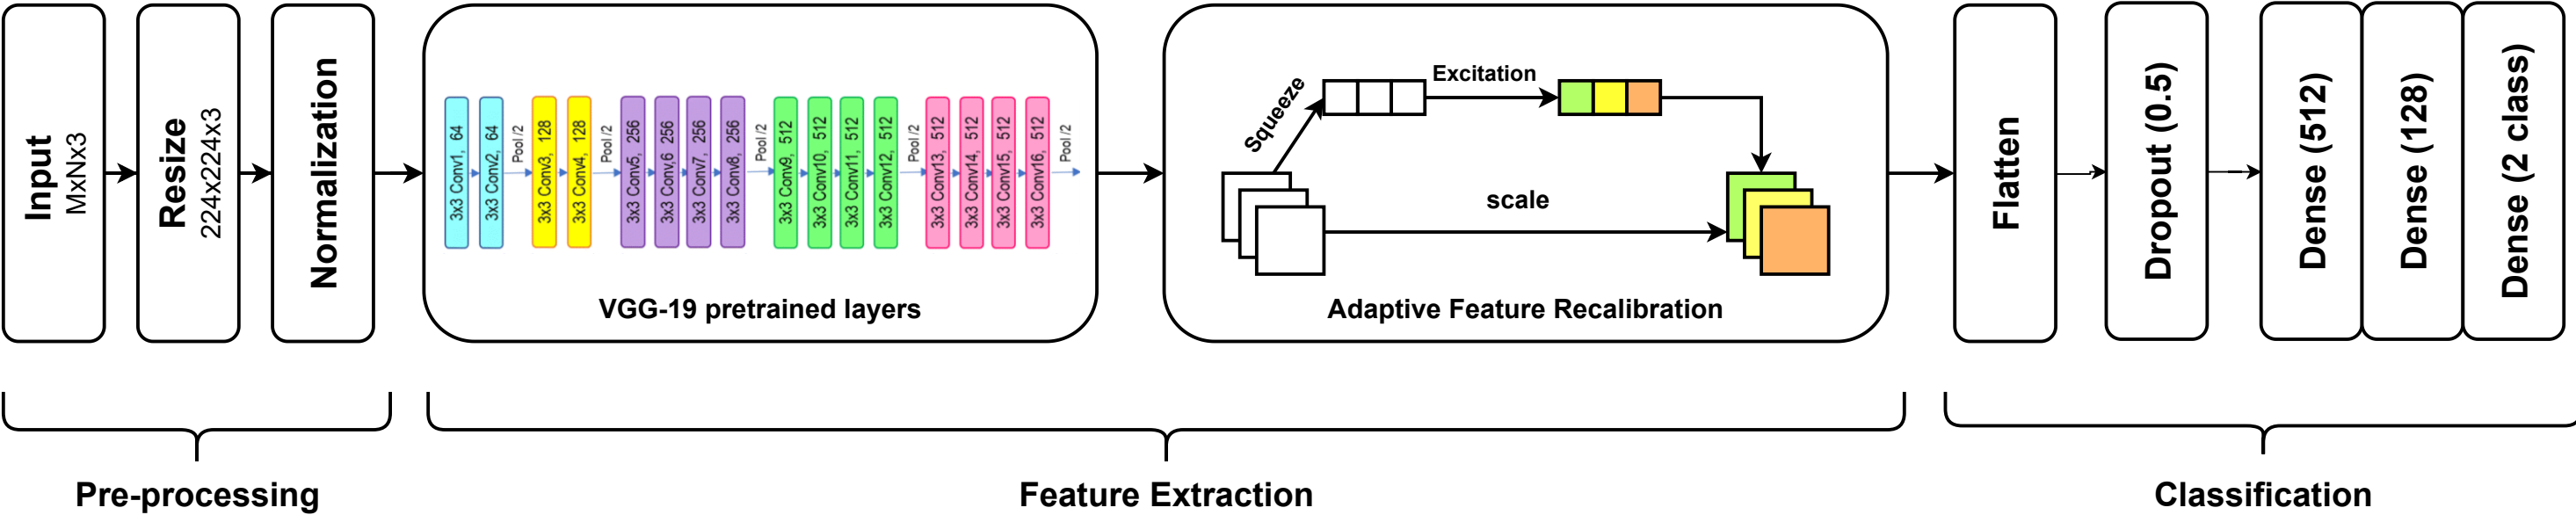 Input
MxNx3
Resize
224x224x3
Normalization
3x3 Conv1, 64
3x3 Conv2, 64
Pool /2
3x3 Conv3, 128
3x3 Conv4, 128
Pool /2
3x3 Conv5, 256
3x3 Conv,6 256
3x3 Conv7, 256
3x3 Conv8, 256
Pool /2
3x3 Conv9, 512
3x3 Conv10, 512
3x3 Conv11, 512
3x3 Conv12, 512
Pool /2
3x3 Conv13, 512
3x3 Conv14, 512
3x3 Conv15, 512
3x3 Conv16, 512
Pool /2
VGG-19 pretrained layers
Squeeze
Excitation
scale
Adaptive Feature Recalibration
Flatten
Dropout (0.5)
Dense (512)
Dense (128)
Dense (2 class)
Pre-processing
Feature Extraction
Classification